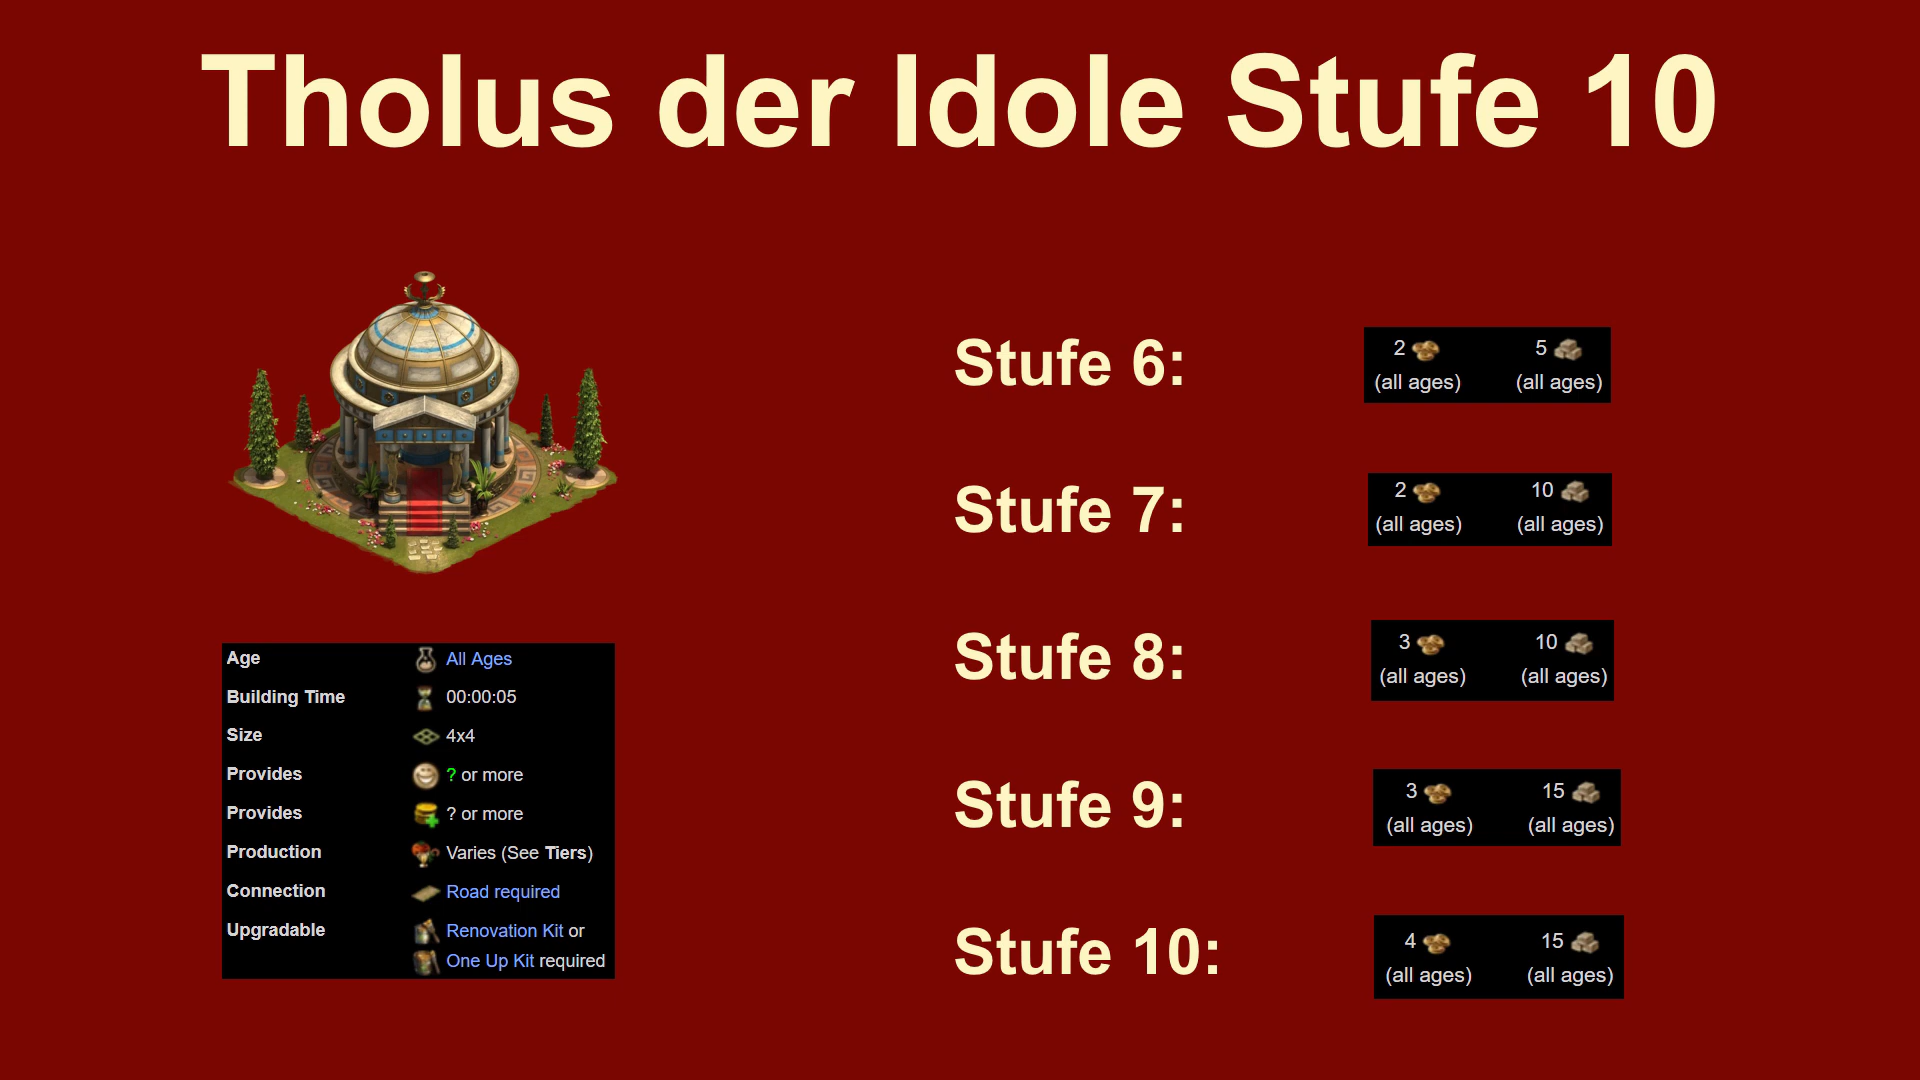 Tholus der Idole Stufe 10
Age All Ages
Building Time 00:00:05
Size 4x4
Provides ? or more
Provides ? or more
Production Varies (See Tiers)
Connection Road required
Upgradable Renovation Kit or
One Up Kit required
Stufe 6: 2 5
(all ages) (all ages)
Stufe 7: 2 10
(all ages) (all ages)
Stufe 8: 3 10
(all ages) (all ages)
Stufe 9: 3 15
(all ages) (all ages)
Stufe 10: 4 15
(all ages) (all ages)